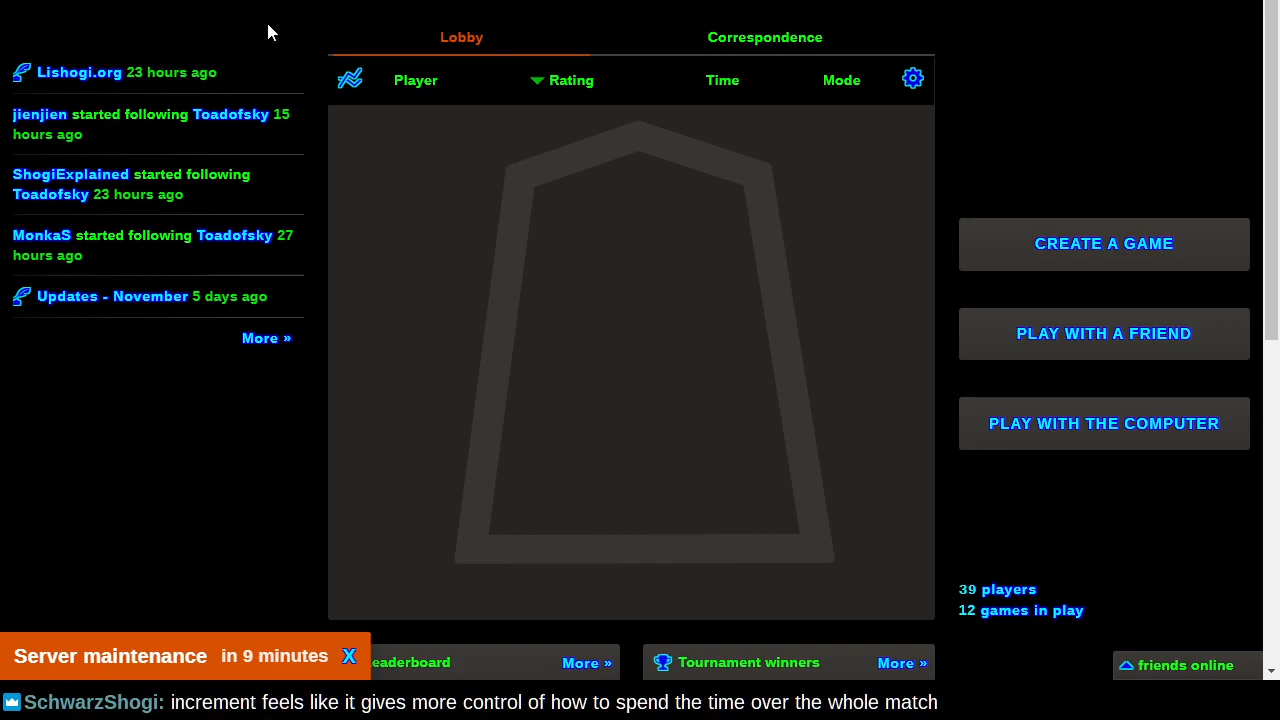 Lobby
Correspondence
Player
Rating
Time
Mode
Lishogi.org 23 hours ago
jienjien started following Toadofsky 15
hours ago
ShogiExplained started following
Toadofsky 23 hours ago
MonkaS started following Toadofsky 27
hours ago
Updates - November 5 days ago
More »
CREATE A GAME
PLAY WITH A FRIEND
PLAY WITH THE COMPUTER
39 players
12 games in play
Server maintenance in 9 minutes X
eaderboard
More »
Tournament winners
More »
friends online
SchwarzShogi: increment feels like it gives more control of how to spend the time over the whole match